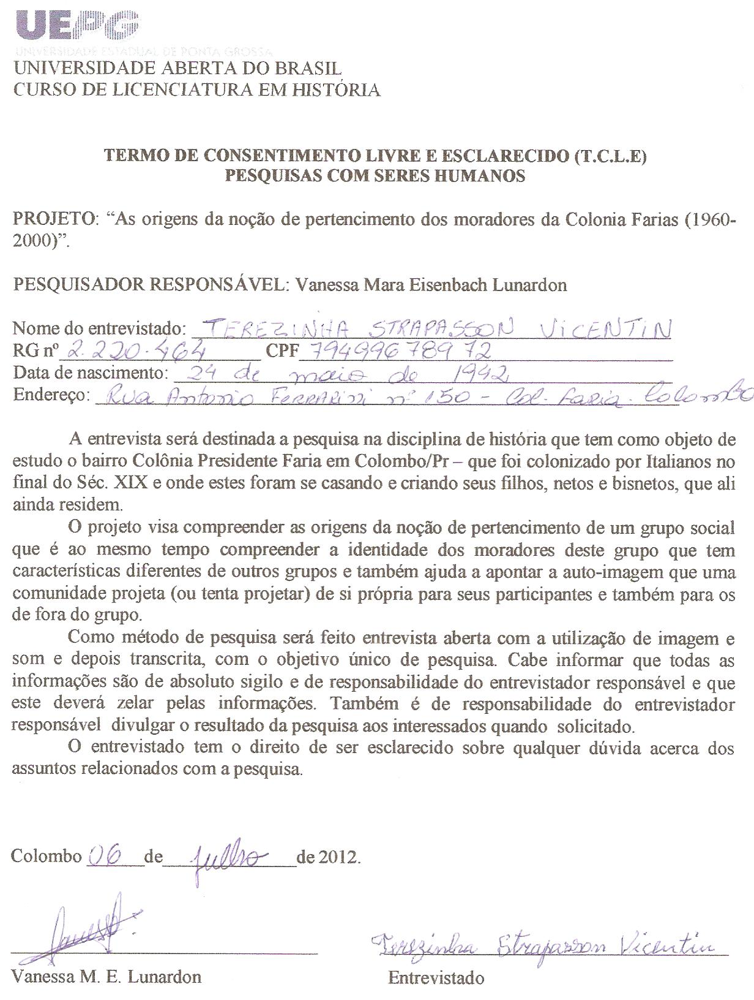 UEPG
UNIVERSIDADE ESTADUAL DE PONTA GROSSA
UNIVERSIDADE ABERTA DO BRASIL
CURSO DE LICENCIATURA EM HISTÓRIA
TERMO DE CONSENTIMENTO LIVRE E ESCLARECIDO (T.C.L.E)
PESQUISAS COM SERES HUMANOS
PROJETO: “As origens da noção de pertencimento dos moradores da Colonia Farias (1960-
2000)”.
PESQUISADOR RESPONSÁVEL: Vanessa Mara Eisenbach Lunardon
Nome do entrevistado: TEREZINHA STRAPASSON VICENTIN
RG nº 2.220.464 CPF 79499678972
Data de nascimento: 24 de maio de 1942
Endereço: Rua Antonio Ferrarini nº 150 – Col. Faria. Colombo
A entrevista será destinada a pesquisa na disciplina de história que tem como objeto de
estudo o bairro Colônia Presidente Faria em Colombo/Pr – que foi colonizado por Italianos no
final do Séc. XIX e onde estes foram se casando e criando seus filhos, netos e bisnetos, que ali
ainda residem.
O projeto visa compreender as origens da noção de pertencimento de um grupo social
que é ao mesmo tempo compreender a identidade dos moradores deste grupo que tem
características diferentes de outros grupos e também ajuda a apontar a auto-imagem que uma
comunidade projeta (ou tenta projetar) de si própria para seus participantes e também para os
de fora do grupo.
Como método de pesquisa será feito entrevista aberta com a utilização de imagem e
som e depois transcrita, com o objetivo único de pesquisa. Cabe informar que todas as
informações são de absoluto sigilo e de responsabilidade do entrevistador responsável e que
este deverá zelar pelas informações. Também é de responsabilidade do entrevistador
responsável divulgar o resultado da pesquisa aos interessados quando solicitado.
O entrevistado tem o direito de ser esclarecido sobre qualquer dúvida acerca dos
assuntos relacionados com a pesquisa.
Colombo 06 de julho de 2012.
Terezinha Strapasson Vicentin
Vanessa M. E. Lunardon Entrevistado